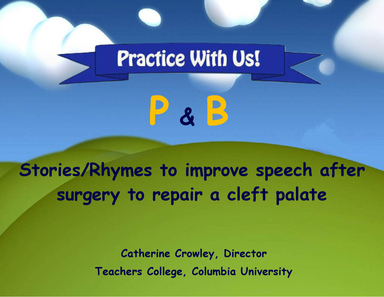 Practice With Us!
P & B
Stories/Rhymes to improve speech after
surgery to repair a cleft palate
Catherine Crowley, Director
Teachers College, Columbia University